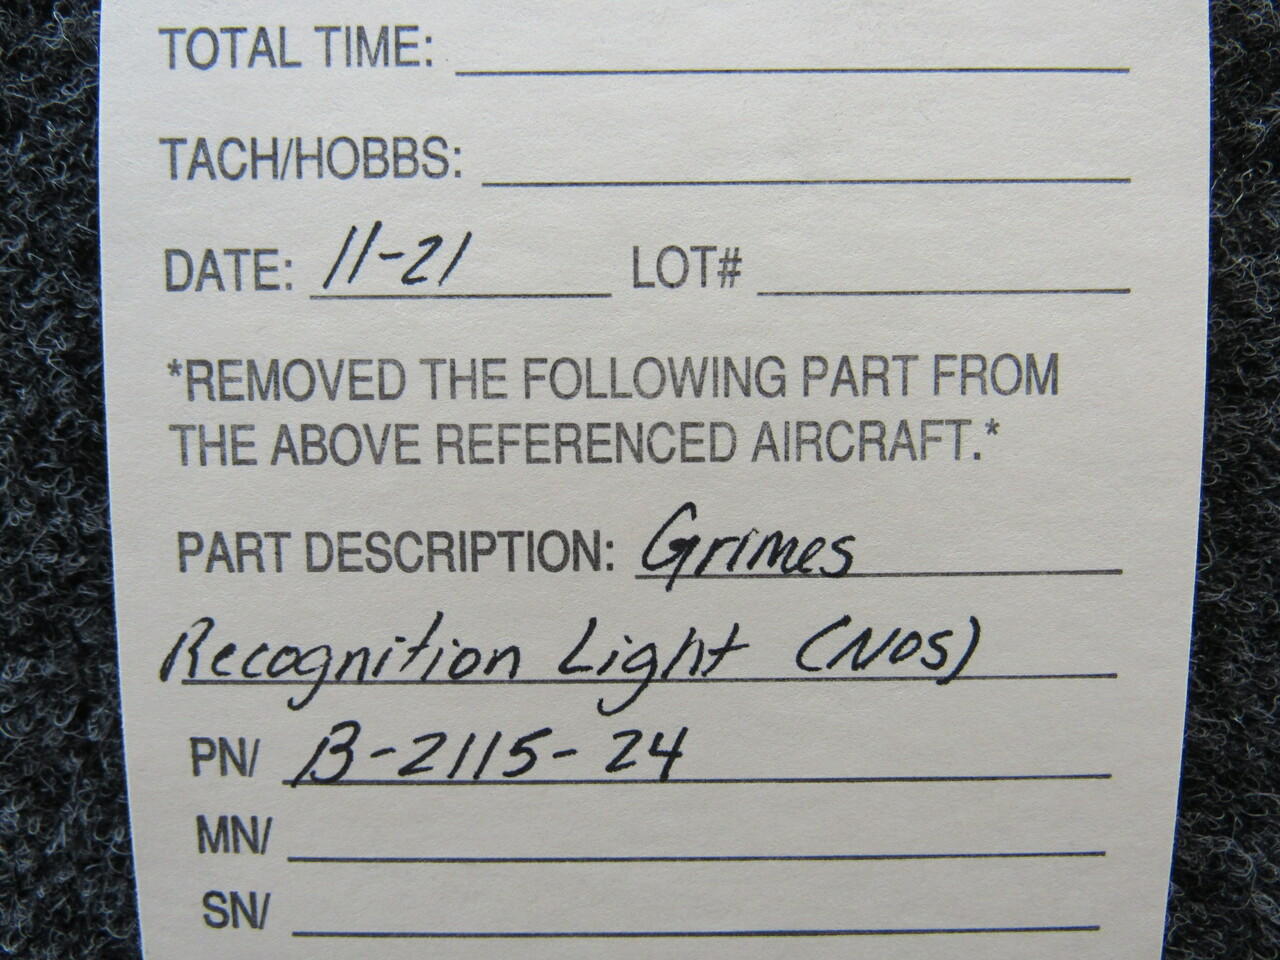 TOTAL TIME:
TACH/HOBBS:
DATE: 11-21 LOT#
*REMOVED THE FOLLOWING PART FROM
THE ABOVE REFERENCED AIRCRAFT.*
PART DESCRIPTION: Grimes
Recognition Light (NOS)
PN/ B-2115-24
MN/
SN/